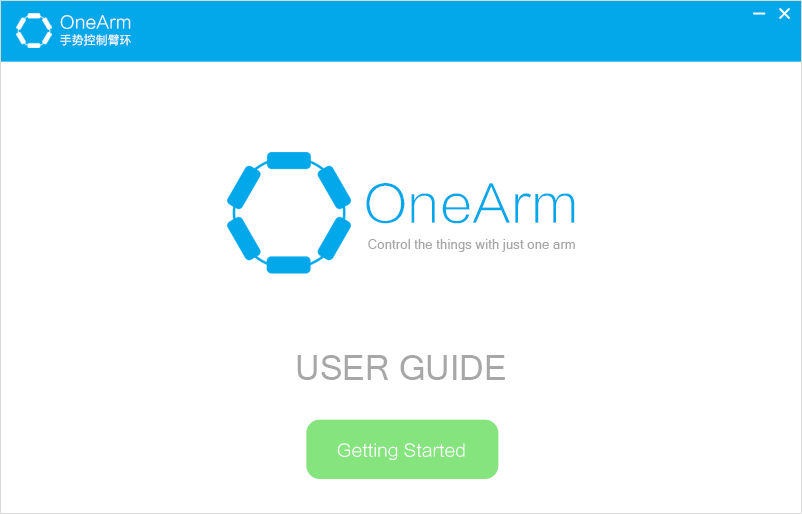 OneArm
手势控制臂环
OneArm
Control the things with just one arm
USER GUIDE
Getting Started